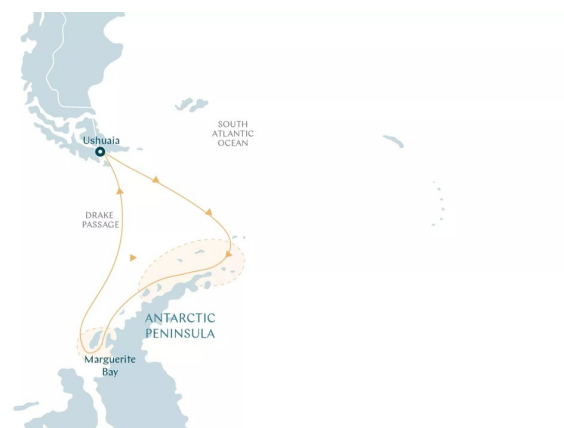 Ushuaia
SOUTH
ATLANTIC
OCEAN
DRAKE
PASSAGE
ANTARCTIC
PENINSULA
Marguerite
Bay